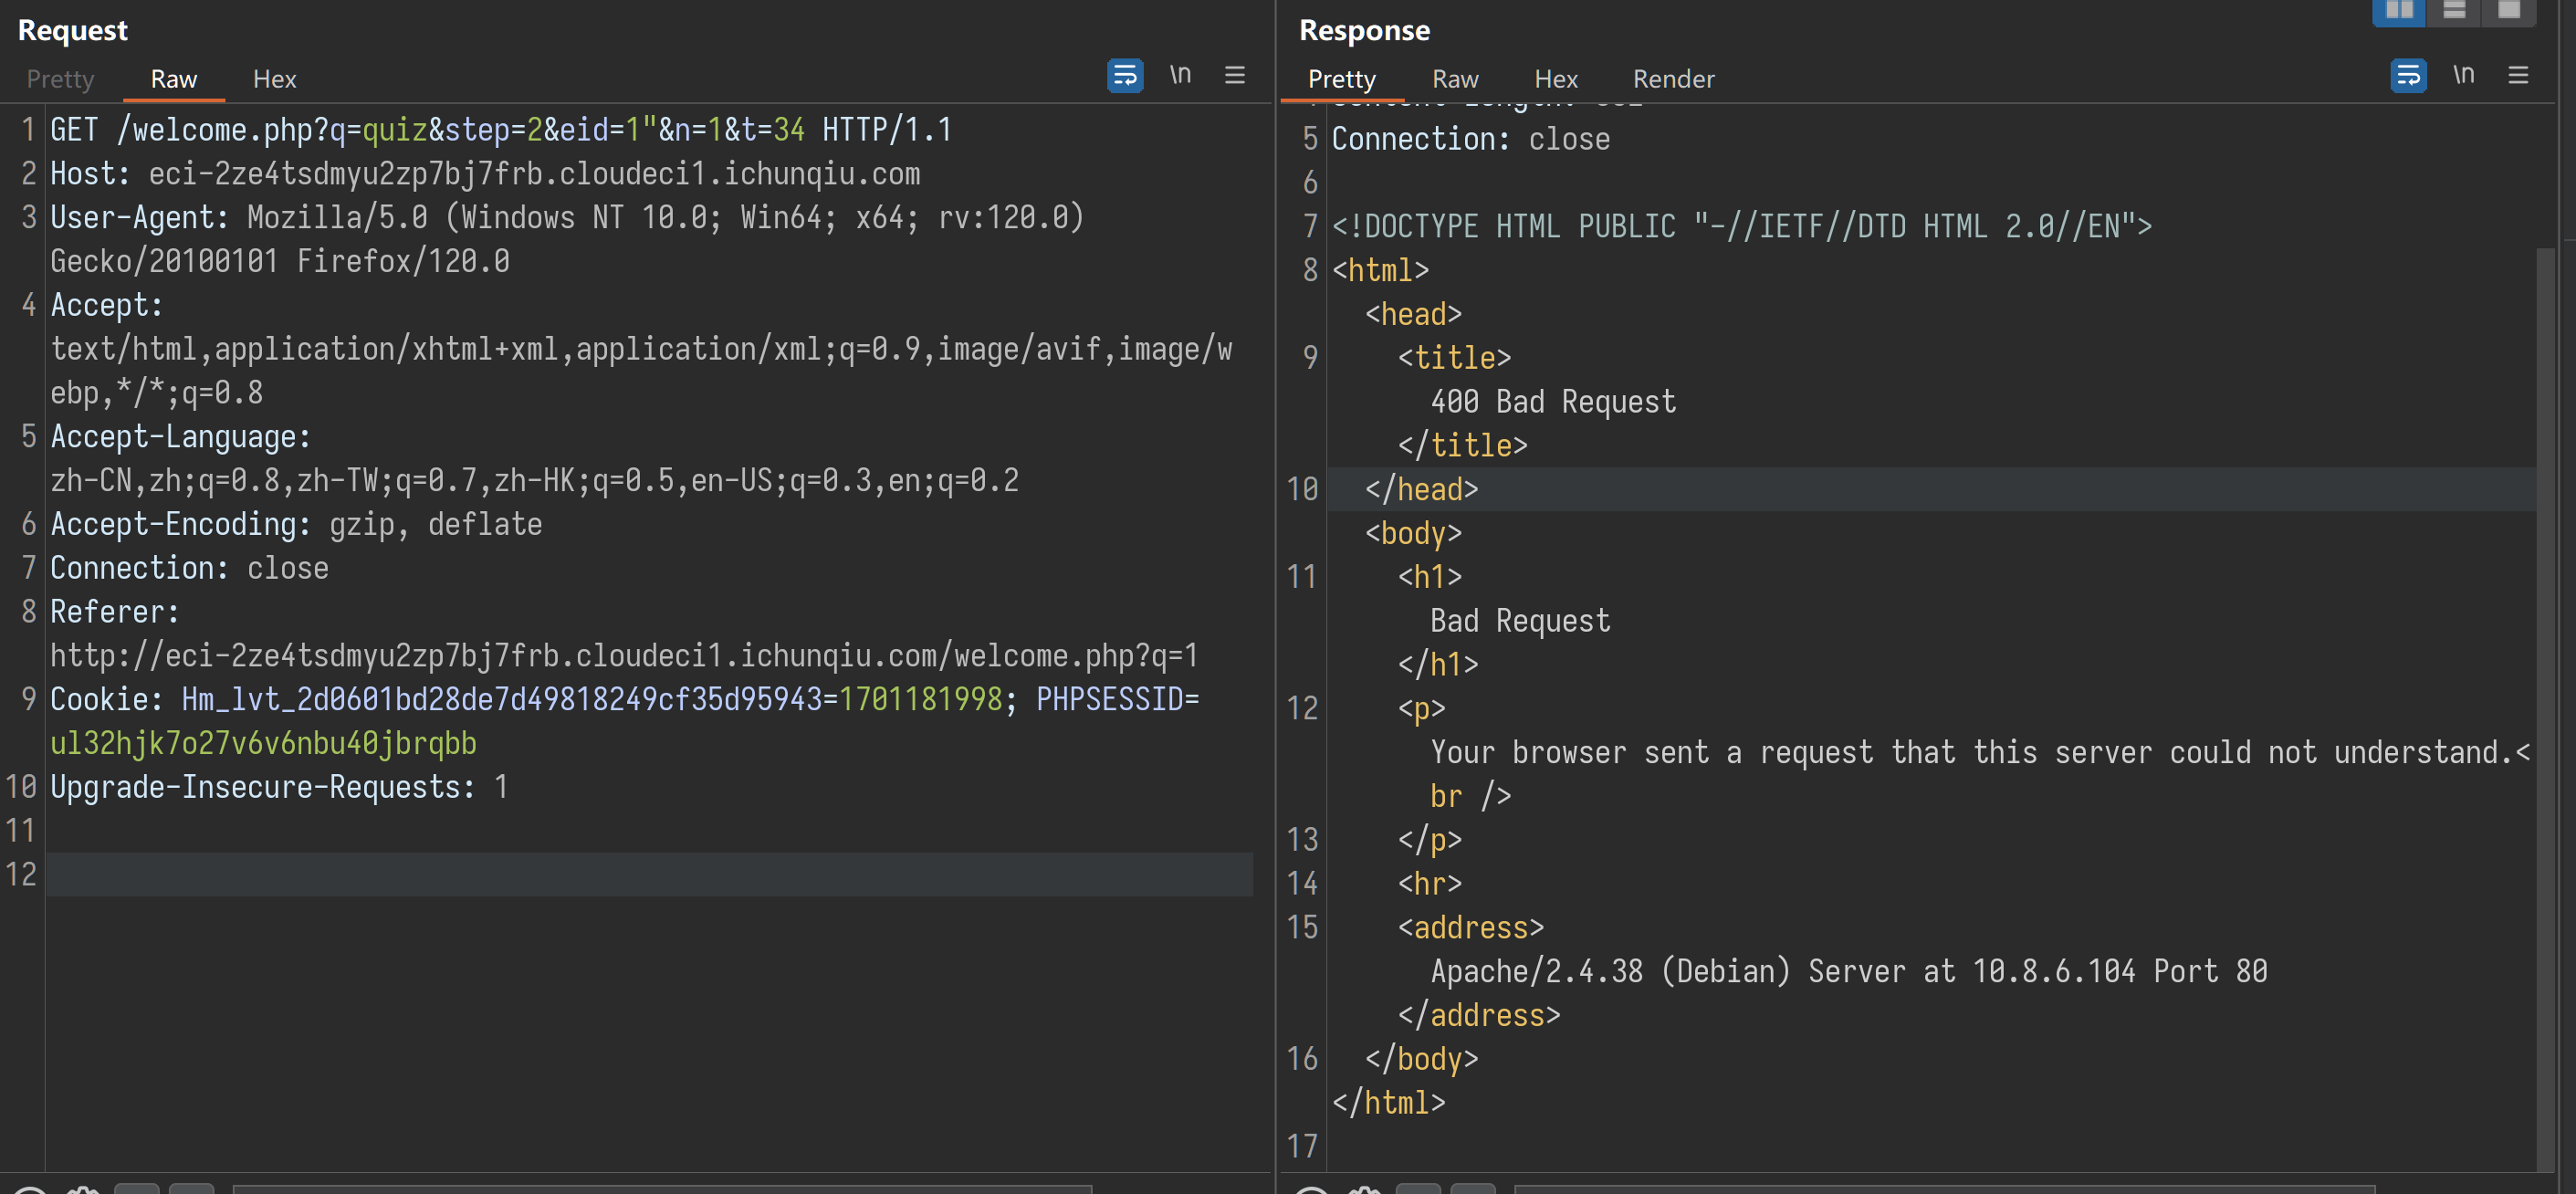 Request
Pretty Raw Hex \n
1 GET /welcome.php?q=quiz&step=2&eid=1"&n=1&t=34 HTTP/1.1
2 Host: eci-2ze4tsdmyu2zp7bj7frb.cloudeci1.ichunqiu.com
3 User-Agent: Mozilla/5.0 (Windows NT 10.0; Win64; x64; rv:120.0)
Gecko/20100101 Firefox/120.0
4 Accept:
text/html,application/xhtml+xml,application/xml;q=0.9,image/avif,image/w
ebp,*/*;q=0.8
5 Accept-Language:
zh-CN,zh;q=0.8,zh-TW;q=0.7,zh-HK;q=0.5,en-US;q=0.3,en;q=0.2
6 Accept-Encoding: gzip, deflate
7 Connection: close
8 Referer:
http://eci-2ze4tsdmyu2zp7bj7frb.cloudeci1.ichunqiu.com/welcome.php?q=1
9 Cookie: Hm_lvt_2d0601bd28de7d49818249cf35d95943=1701181998; PHPSESSID=
ul32hjk7o27v6v6nbu40jbrqbb
10 Upgrade-Insecure-Requests: 1
11
12
Response
Pretty Raw Hex Render \n
5 Connection: close
6
7 <!DOCTYPE HTML PUBLIC "-//IETF//DTD HTML 2.0//EN">
8 <html>
<head>
9 <title>
400 Bad Request
</title>
10 </head>
<body>
11 <h1>
Bad Request
</h1>
12 <p>
Your browser sent a request that this server could not understand.<
br />
13 </p>
14 <hr>
15 <address>
Apache/2.4.38 (Debian) Server at 10.8.6.104 Port 80
</address>
16 </body>
</html>
17